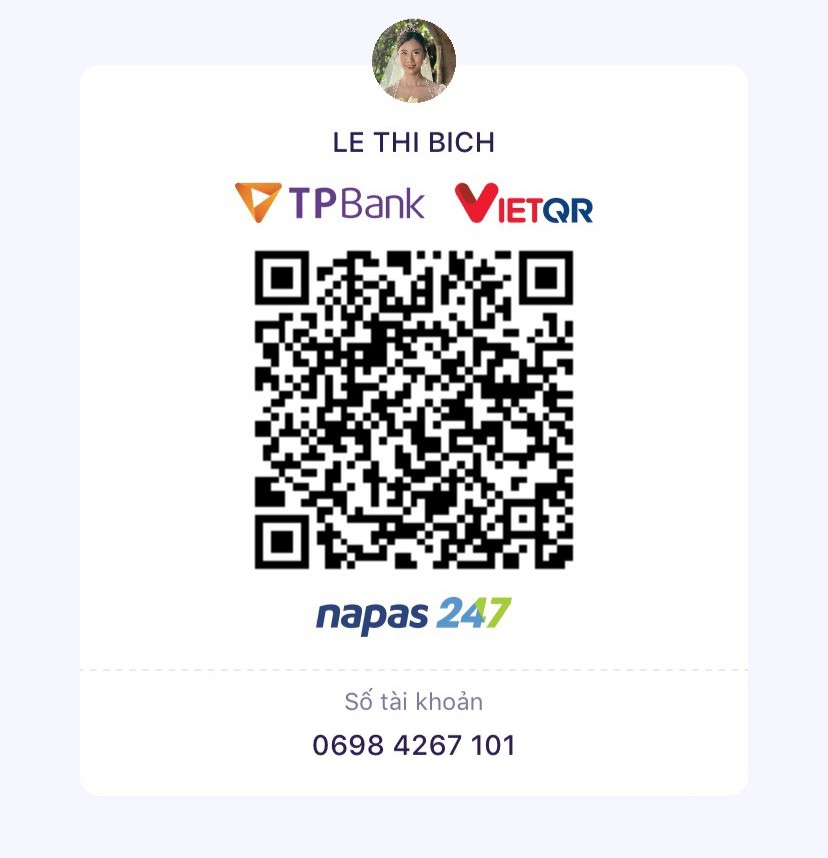 LE THI BICH
TPBank VIETQR
napas 247
Số tài khoản
0698 4267 101